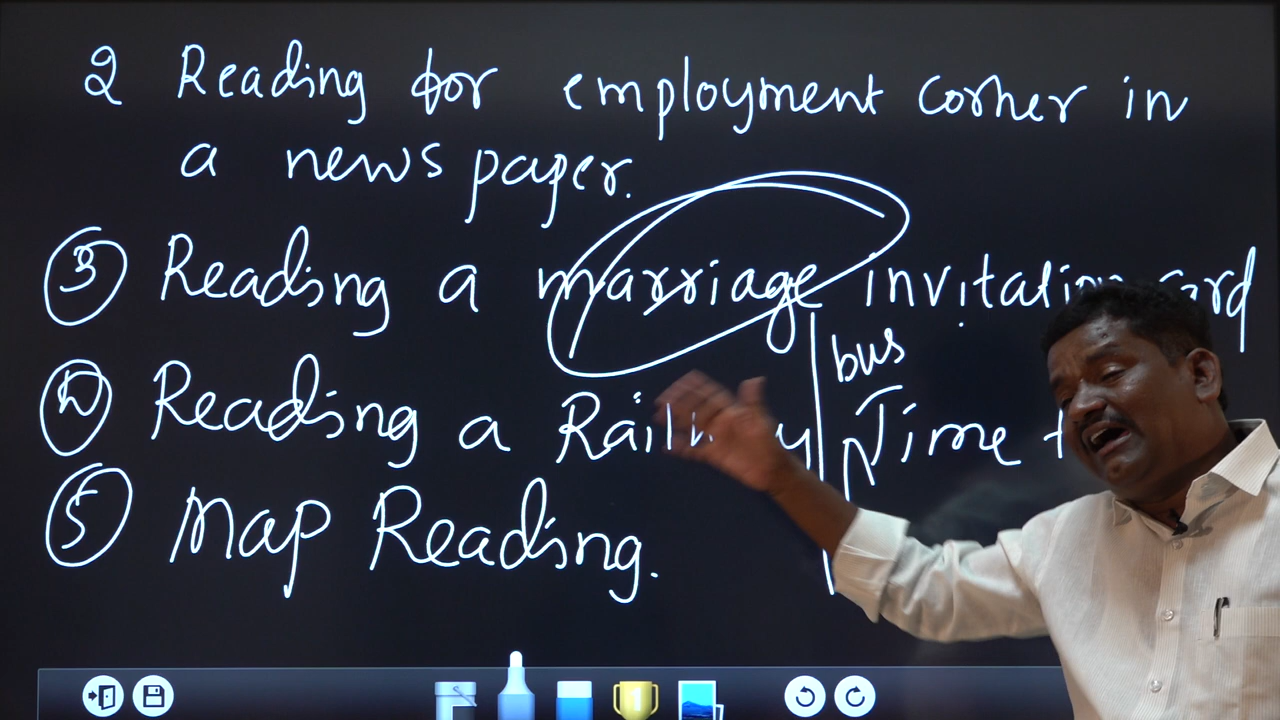 2 Reading for employment corner in
a news paper.
3 Reading a marriage invitation card
bus
4 Reading a Railway Time
5 Map Reading.